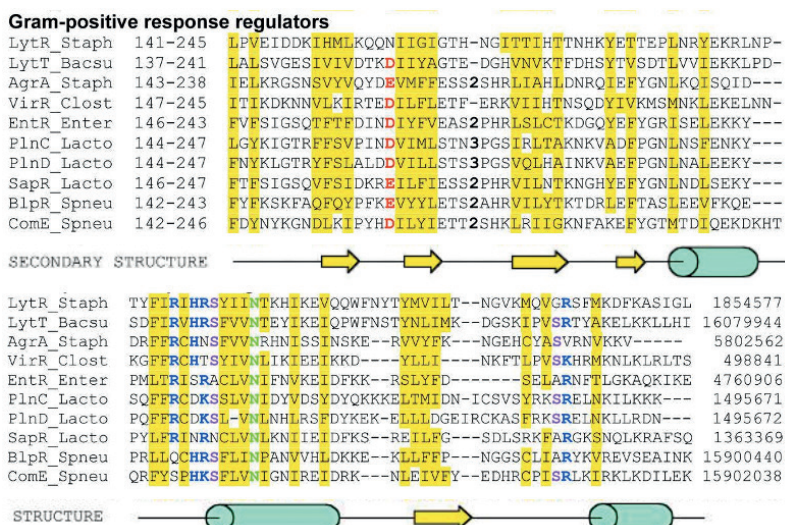 Gram-positive response regulators
LytR_Staph 141-245 LPVEIDDKIHMLKQQNIIGIGTH-NGITTIHTTNHKYETTEPLNRYEKRLNP-
LytT_Bacsu 137-241 LALSVGESIVIVDTKDIIYAGTE-DGHVNVKTFDHSYTVSDTLVVIEKKLPD-
AgrA_Staph 143-238 IELKRGSNSVYVQYDEVMFFESS2SHRLIAHLDNRQIEFYGNLKQISQID---
VirR_Clost 147-245 ITIKDKNNVLKIRTEDILFLETF-ERKVIIHTNSQDYIVKMSMNKLEKELNN-
EntR_Enter 146-243 FVFSIGSQTFTFDINDIYFVEAS2PHRLSLCTKDGQYEFYGRISELEKKY---
PlnC_Lacto 144-247 LGYKIGTRFFSVPINDVIMLSTN3PGSIRLTAKNKVADFPGNLNSFENKY---
PlnD_Lacto 144-247 FNYKLGTRYFSLALDDVILLSTS3PGSVQLHAINKVAEFPGNLNALEEKY---
SapR_Lacto 146-247 FTFSIGSQVFSIDKREILFIESS2PHRVILNTKNGHYEFYGNLNDLSEKY---
BlpR_Spneu 142-243 FYFKSKFAQFQYPFKEVYYLETS2AHRVILYTKTDRLEFTASLEEVFKQE---
ComE_Spneu 142-246 FDYNYKGNDLKIPYHDILYIETT2SHKLRIIGKNFAKEFYGTMTDIQEKDKHT
SECONDARY STRUCTURE
LytR_Staph TYFIRIHRSYIINTKHIKEVQQWFNYTYMVILT--NGVKMQVGRSFMKDFKASIGL 1854577
LytT_Bacsu SDFIRVHRSFVVNTEYIKEIQPWFNSTYNLIMK--DGSKIPVSRTYAKELKKLLHI 16079944
AgrA_Staph DRFFRCHNSFVVNRHNISSINSKE--RVVYFK---NGEHCYASVRNVKKV----- 5802562
VirR_Clost KGFFRCHTSYIVNLIKIEEIKKD----YLLI----NKFTLPVSKHRMKNLKLRLTS 498841
EntR_Enter PMLTRISRACLVNIFNVKEIDFKK--RSLYFD-----SELARNFTLGKAQKIKE 4760906
PlnC_Lacto SPFFRCDKSSLVNIDYVDSYDYQKKKELTMIDN-ICSVSYRKSRELNKILKKK---- 1495671
PlnD_Lacto PQFFRCDKSL-VNLNHLRSFDYKEK-ELLLDGEIRCKASFRKSRELNKLLRDN---- 1495672
SapR_Lacto PYLFRINRNCLVNLKNIIEIDFKS--REILFG---SDLSRKFARGKSNQLKRAFSQ 1363369
BlpR_Spneu PRLLQCHRSFLINPANVVHLDKKE--KLLFFP---NGGSCLIARYKVREVSEAINK 15900440
ComE_Spneu QRFYSPHKSFLVNIGNIREIDRKN--NLEIVFY--EDHRCPISRLKIRKLKDILEK 15902038
STRUCTURE